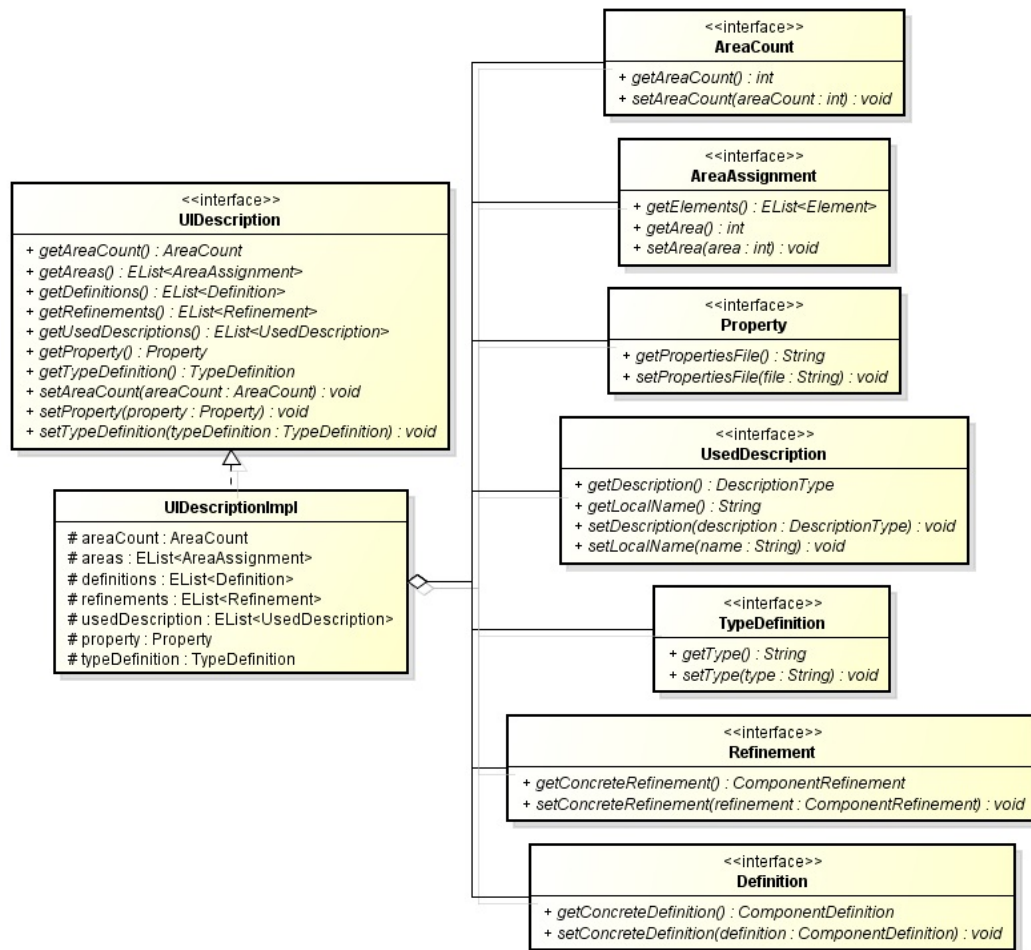 <<interface>>
AreaCount
+ getAreaCount() : int
+ setAreaCount(areaCount : int) : void
<<interface>>
AreaAssignment
+ getElements() : EList<Element>
+ getArea() : int
+ setArea(area : int) : void
<<interface>>
UIDescription
+ getAreaCount() : AreaCount
+ getAreas() : EList<AreaAssignment>
+ getDefinitions() : EList<Definition>
+ getRefinements() : EList<Refinement>
+ getUsedDescriptions() : EList<UsedDescription>
+ getProperty() : Property
+ getTypeDefinition() : TypeDefinition
+ setAreaCount(areaCount : AreaCount) : void
+ setProperty(property : Property) : void
+ setTypeDefinition(typeDefinition : TypeDefinition) : void
<<interface>>
Property
+ getPropertiesFile() : String
+ setPropertiesFile(file : String) : void
<<interface>>
UsedDescription
+ getDescription() : DescriptionType
+ getLocalName() : String
+ setDescription(description : DescriptionType) : void
+ setLocalName(name : String) : void
UIDescriptionImpl
# areaCount : AreaCount
# areas : EList<AreaAssignment>
# definitions : EList<Definition>
# refinements : EList<Refinement>
# usedDescription : EList<UsedDescription>
# property : Property
# typeDefinition : TypeDefinition
<<interface>>
TypeDefinition
+ getType() : String
+ setType(type : String) : void
<<interface>>
Refinement
+ getConcreteRefinement() : ComponentRefinement
+ setConcreteRefinement(refinement : ComponentRefinement) : void
<<interface>>
Definition
+ getConcreteDefinition() : ComponentDefinition
+ setConcreteDefinition(definition : ComponentDefinition) : void